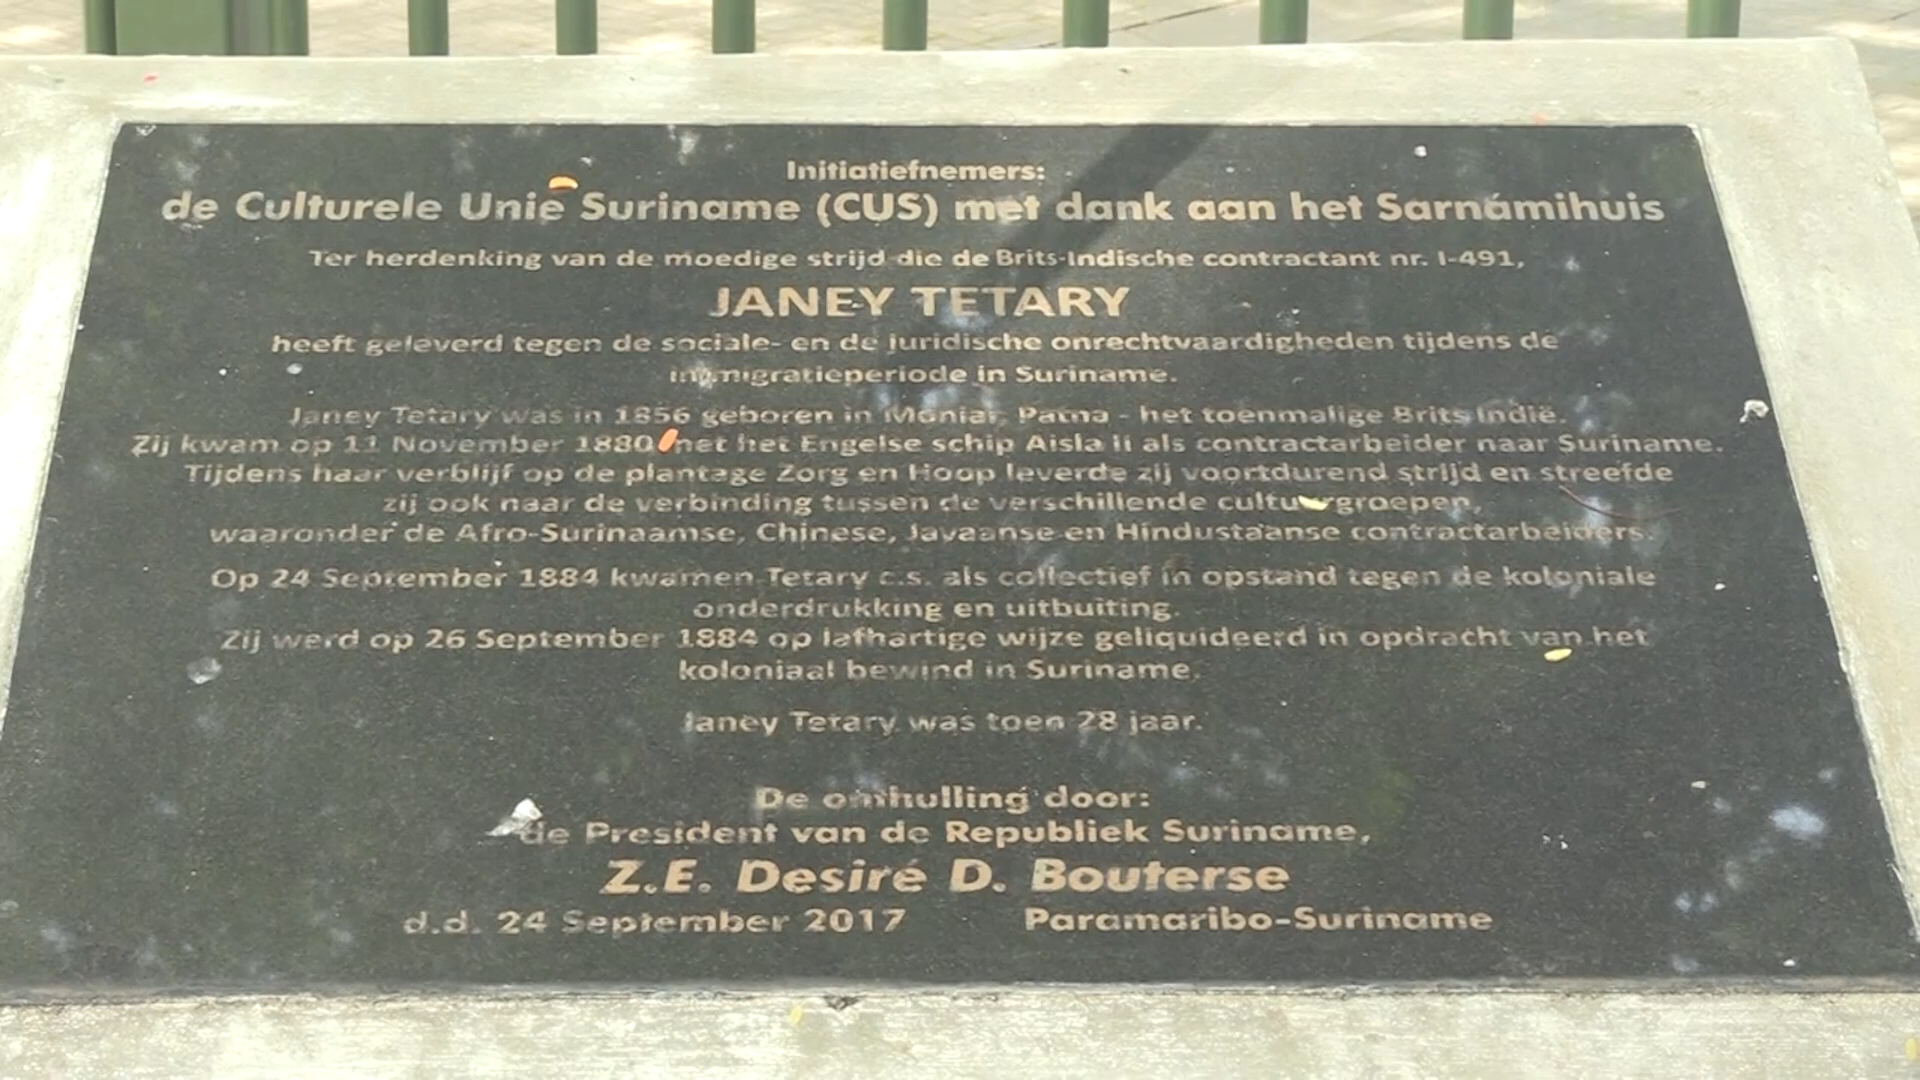 Initiatiefnemers:
de Culturele Unie Suriname (CUS) met dank aan het Sarnámihuis
Ter herdenking van de moedige strijd die de Brits-Indische contractant nr. I-491,
JANEY TETARY
heeft geleverd tegen de sociale- en de juridische onrechtvaardigheden tijdens de
immigratieperiode in Suriname.
Janey Tetary was in 1856 geboren in Moniar, Patna - het toenmalige Brits Indië.
Zij kwam op 11 November 1880 met het Engelse schip Aisla II als contractarbeider naar Suriname.
Tijdens haar verblijf op de plantage Zorg en Hoop leverde zij voortdurend strijd en streefde
zij ook naar de verbinding tussen de verschillende cultuurgroepen,
waaronder de Afro-Surinaamse, Chinese, Javaanse en Hindustaanse contractarbeiders.
Op 24 September 1884 kwamen Tetary c.s. als collectief in opstand tegen de koloniale
onderdrukking en uitbuiting.
Zij werd op 26 September 1884 op lafhartige wijze geliquideerd in opdracht van het
koloniaal bewind in Suriname.
Janey Tetary was toen 28 jaar.
De onthulling door:
de President van de Republiek Suriname,
Z.E. Desiré D. Bouterse
d.d. 24 September 2017 Paramaribo-Suriname